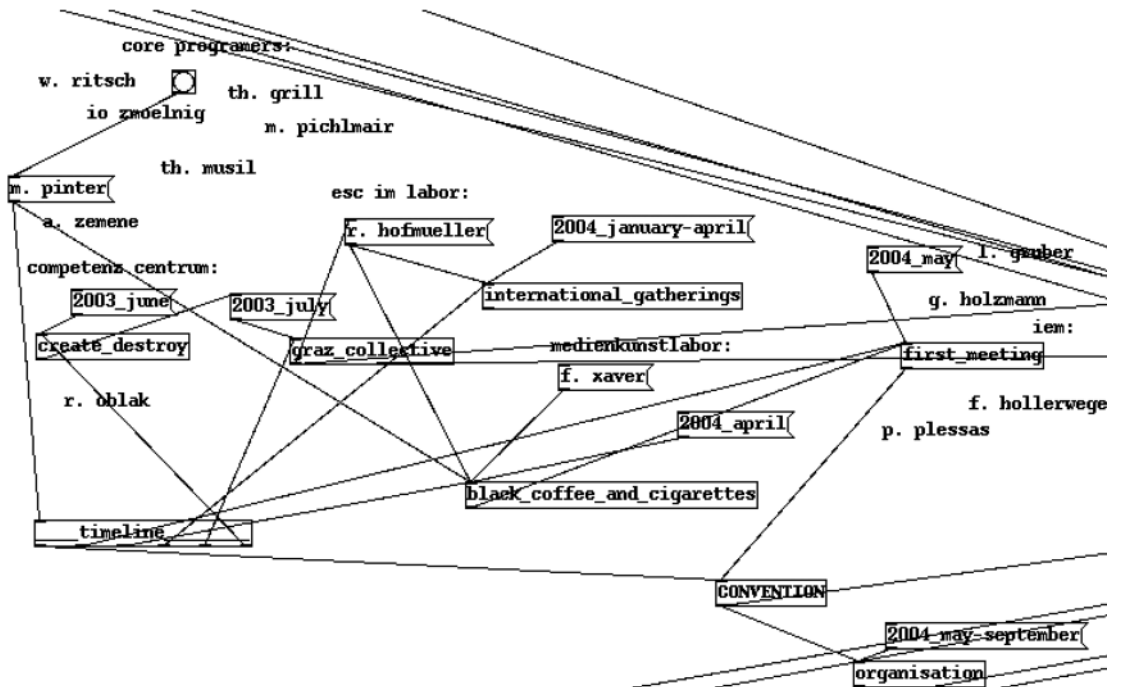 core programers:
w. ritsch
th. grill
io zmoelnig
m. pichlmair
th. musil
m. pinter
esc im labor:
a. zemene
r. hofmueller
2004_january-april
2004_may
l. gruber
competenz centrum:
international_gatherings
2003_june
2003_july
g. holzmann
iem:
create_destroy
graz_collective
medienkunstlabor:
first_meeting
f. xaver
r. oblak
f. hollerwege
2004_april
p. plessas
black_coffee_and_cigarettes
__timeline__
CONVENTION
2004_may-september
organisation